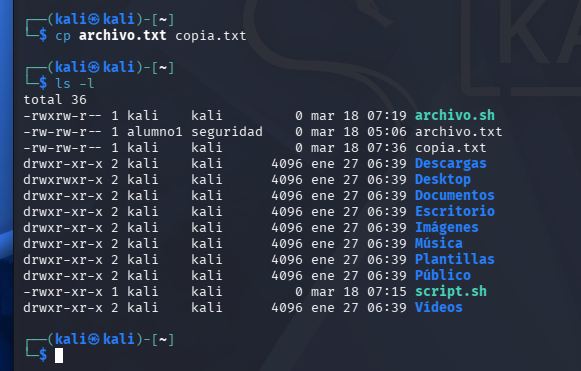 ┌──(kali㉿kali)-[~]
└─$ cp archivo.txt copia.txt
┌──(kali㉿kali)-[~]
└─$ ls -l
total 36
-rwxrw-r-- 1 kali    kali         0 mar 18 07:19 archivo.sh
-rw-rw-r-- 1 alumno1 seguridad    0 mar 18 05:06 archivo.txt
-rw-rw-r-- 1 kali    kali         0 mar 18 07:36 copia.txt
drwxr-xr-x 2 kali    kali      4096 ene 27 06:39 Descargas
drwxrwxr-x 2 kali    kali      4096 ene 27 06:39 Desktop
drwxr-xr-x 2 kali    kali      4096 ene 27 06:39 Documentos
drwxr-xr-x 2 kali    kali      4096 ene 27 06:39 Escritorio
drwxr-xr-x 2 kali    kali      4096 ene 27 06:39 Imágenes
drwxr-xr-x 2 kali    kali      4096 ene 27 06:39 Música
drwxr-xr-x 2 kali    kali      4096 ene 27 06:39 Plantillas
drwxr-xr-x 2 kali    kali      4096 ene 27 06:39 Público
-rwxr-xr-x 1 kali    kali         0 mar 18 07:15 script.sh
drwxr-xr-x 2 kali    kali      4096 ene 27 06:39 Vídeos
┌──(kali㉿kali)-[~]
└─$